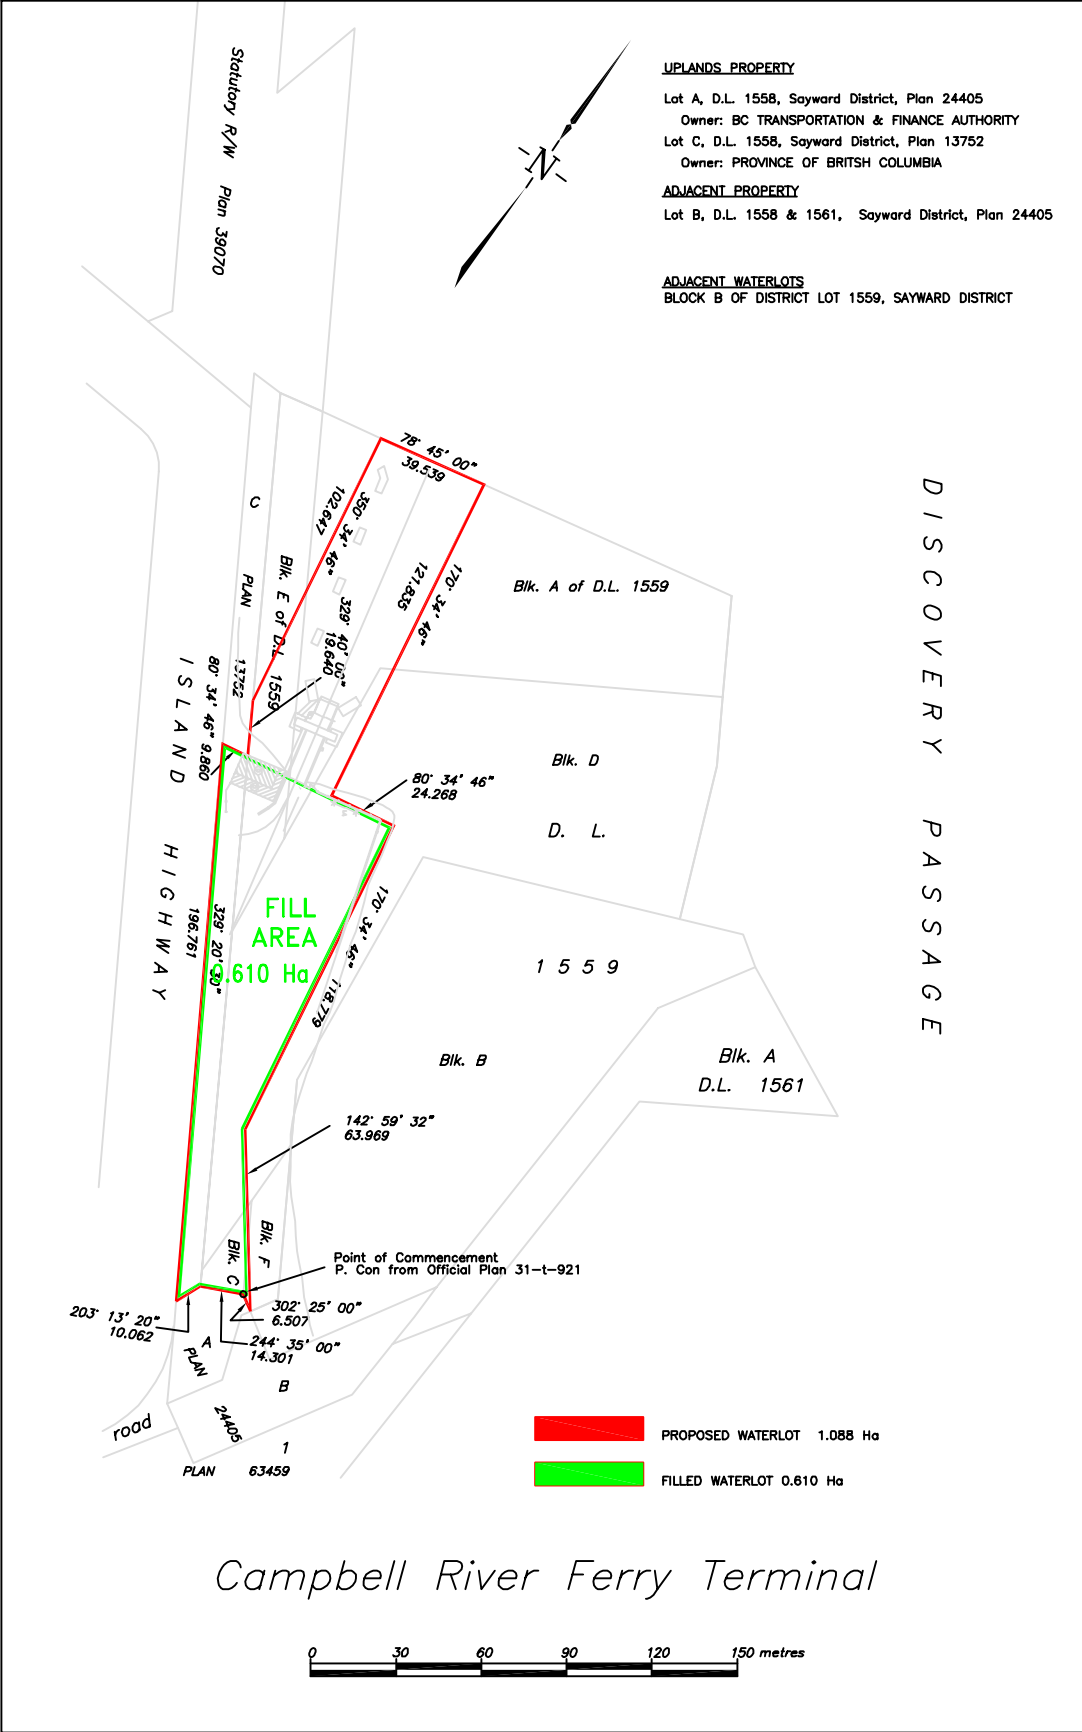 UPLANDS PROPERTY
Lot A, D.L. 1558, Sayward District, Plan 24405
Owner: BC TRANSPORTATION & FINANCE AUTHORITY
Lot C, D.L. 1558, Sayward District, Plan 13752
Owner: PROVINCE OF BRITSH COLUMBIA
ADJACENT PROPERTY
Lot B, D.L. 1558 & 1561, Sayward District, Plan 24405
ADJACENT WATERLOTS
BLOCK B OF DISTRICT LOT 1559, SAYWARD DISTRICT
Statutory R/W Plan 39070
N
78° 45' 00"
39.539
350° 34' 46"
102.647
170° 34' 46"
121.835
C
PLAN
13752
Blk. E of D.L. 1559
329° 40' 00"
19.640
Blk. A of D.L. 1559
DISCOVERY PASSAGE
ISLAND HIGHWAY
80° 34' 46" 9.860
80° 34' 46"
24.268
Blk. D
D. L.
1559
FILL
AREA
0.610 Ha
329° 20' 30"
196.761
170° 34' 46" 118.779
Blk. B
Blk. A
D.L. 1561
142° 59' 32"
63.969
Blk. F
Blk. C
Point of Commencement
P. Con from Official Plan 31-t-921
302° 25' 00"
6.507
203° 13' 20"
10.062
244° 35' 00"
14.301
A
PLAN
24405
B
road
1
PLAN 63459
PROPOSED WATERLOT 1.088 Ha
FILLED WATERLOT 0.610 Ha
Campbell River Ferry Terminal
0 30 60 90 120 150 metres